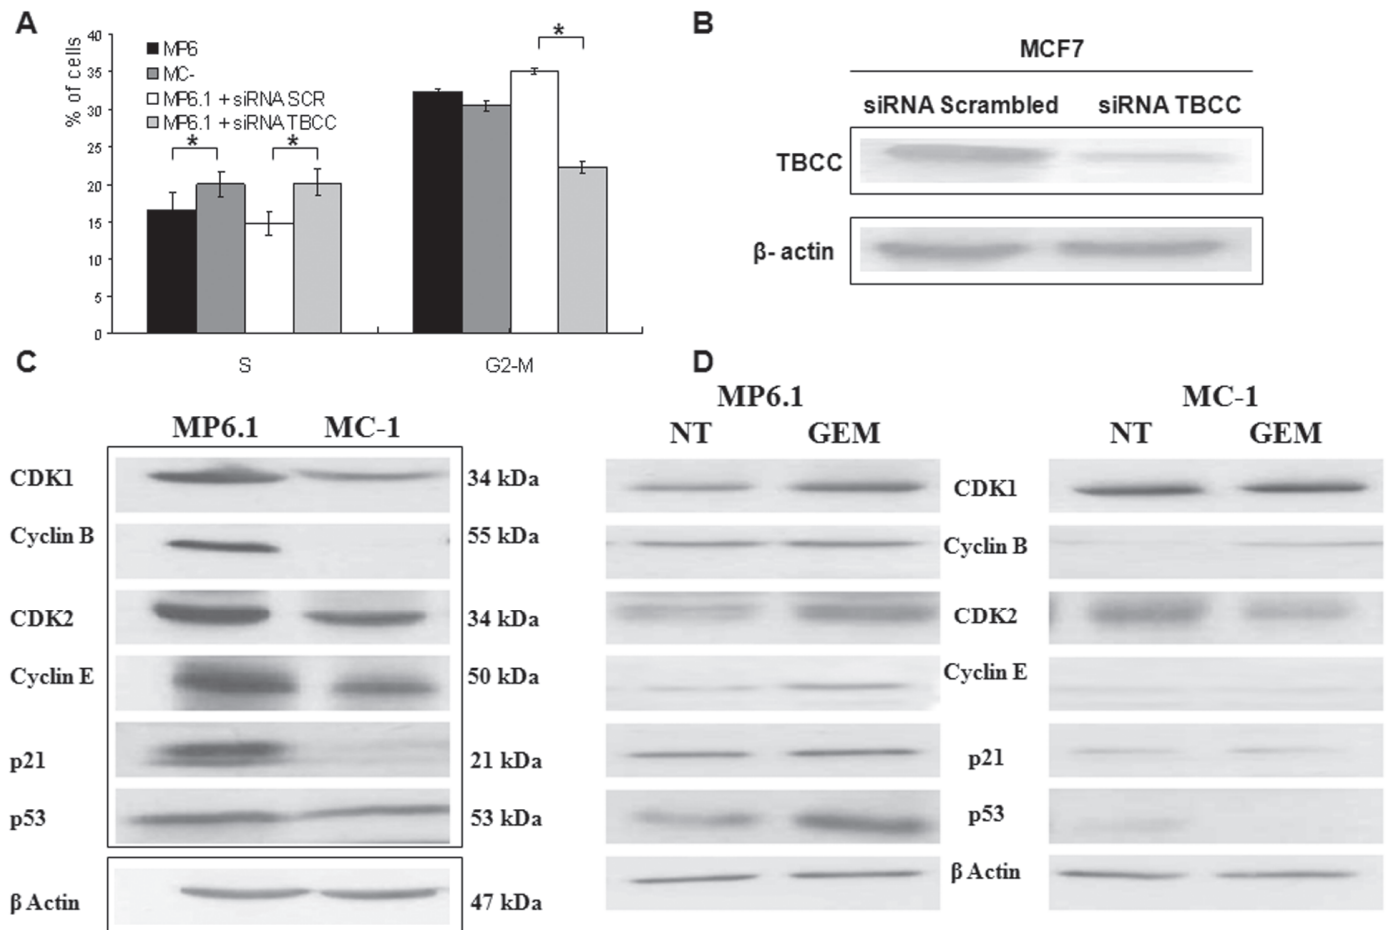 A
% of cells
40
35
30
25
20
15
10
5
0
MP6
MC-
MP6.1 + siRNA SCR
MP6.1 + siRNA TBCC
*
*
*
S
G2-M
B
MCF7
siRNA Scrambled siRNA TBCC
TBCC
β- actin
C
MP6.1 MC-1
CDK1 34 kDa
Cyclin B 55 kDa
CDK2 34 kDa
Cyclin E 50 kDa
p21 21 kDa
p53 53 kDa
β Actin 47 kDa
D
MP6.1 MC-1
NT GEM NT GEM
CDK1
Cyclin B
CDK2
Cyclin E
p21
p53
β Actin